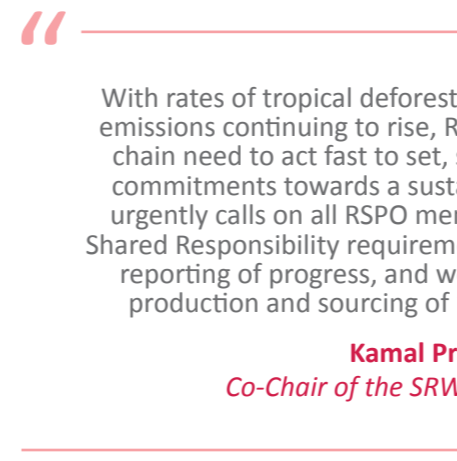 “
With rates of tropical deforest
emissions continuing to rise, R
chain need to act fast to set, s
commitments towards a susta
urgently calls on all RSPO mem
Shared Responsibility requirem
reporting of progress, and w
production and sourcing of
Kamal Pr
Co-Chair of the SRW